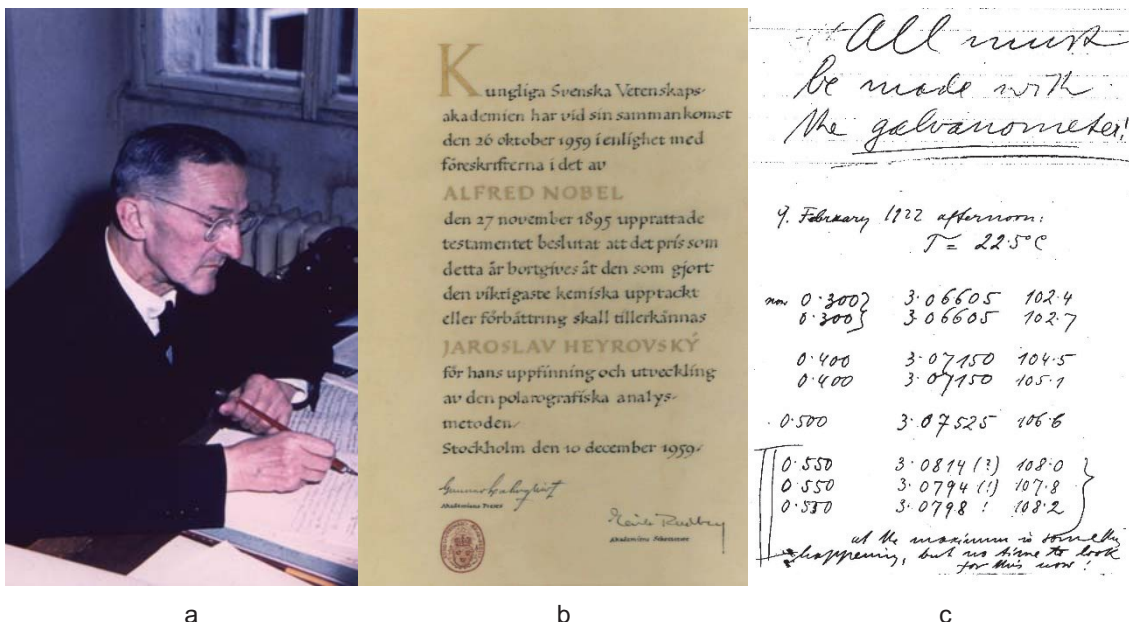 Kungliga Svenska Vetenskaps-
akademien har vid sin sammankomst
den 26 oktober 1959 i enlighet med
föreskrifterna i det av
ALFRED NOBEL
den 27 november 1895 upprättade
testamentet beslutat att det pris som
detta år bortgives åt den som gjort
den viktigaste kemiska upptäckt
eller förbättring skall tillerkännas
JAROSLAV HEYROVSKÝ
för hans uppfinning och utveckling
av den polarografiska analys-
metoden
Stockholm den 10 december 1959
Akademiens Preses
Akademiens Sekreterare
All must
be made with
the galvanometer!
9. February 1922 afternoon:
T = 22.5°C
now 0.300 3.06605 102.4
0.300 3.06605 102.7
0.400 3.07150 104.5
0.400 3.07150 105.1
0.500 3.07525 106.6
0.550 3.0814 (?) 108.0
0.550 3.0794 (!) 107.8
0.550 3.0798 ! 108.2
at the maximum is something
happening, but no time to look
for this now!
a b c